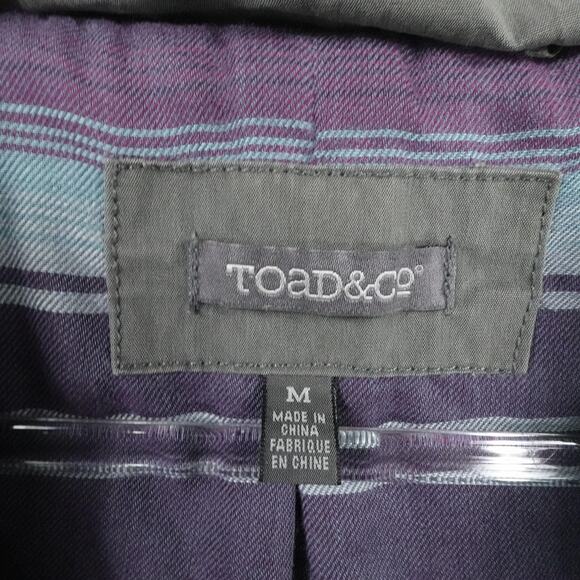 TOAD&CO®
M
MADE IN
CHINA
FABRIQUE
EN CHINE